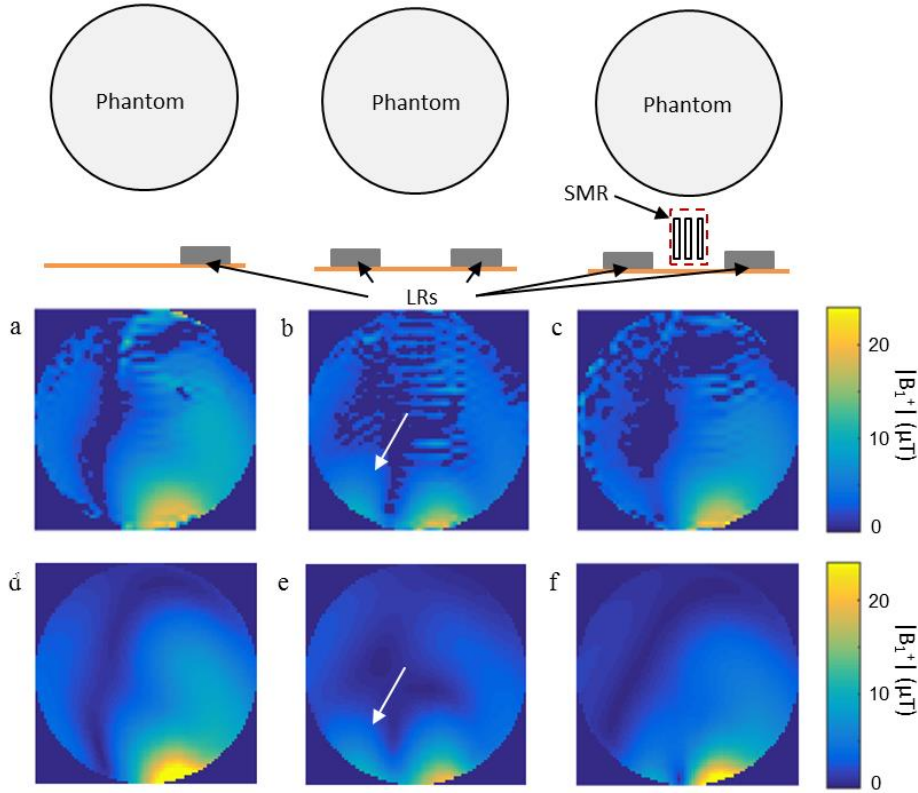 Phantom
Phantom
Phantom
SMR
LRs
a
b
c
20
10
0
|B₁⁺| (μT)
d
e
f
20
10
0
|B₁⁺| (μT)